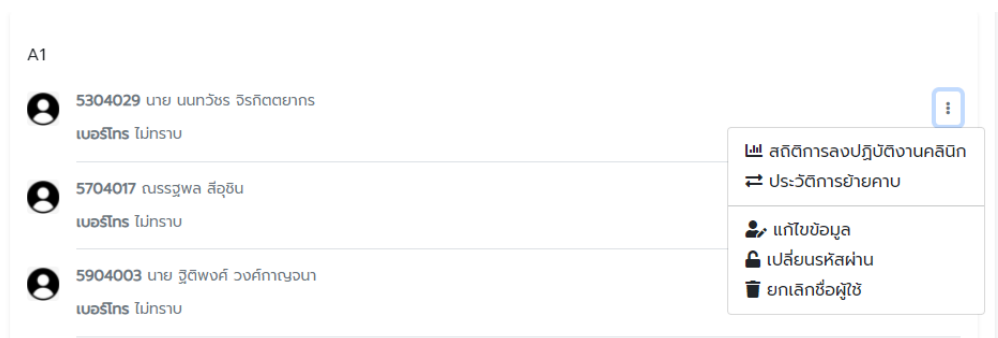 A1
5304029 นาย นนทวัชร จิรกิตตยากร
เบอร์โทร ไม่ทราบ
สถิติการลงปฏิบัติงานคลินิก
ประวัติการย้ายคาบ
5704017 ณรรฐพล สีอุชิน
เบอร์โทร ไม่ทราบ
แก้ไขข้อมูล
เปลี่ยนรหัสผ่าน
5904003 นาย ฐิติพงศ์ วงศ์กาญจนา
ยกเลิกชื่อผู้ใช้
เบอร์โทร ไม่ทราบ